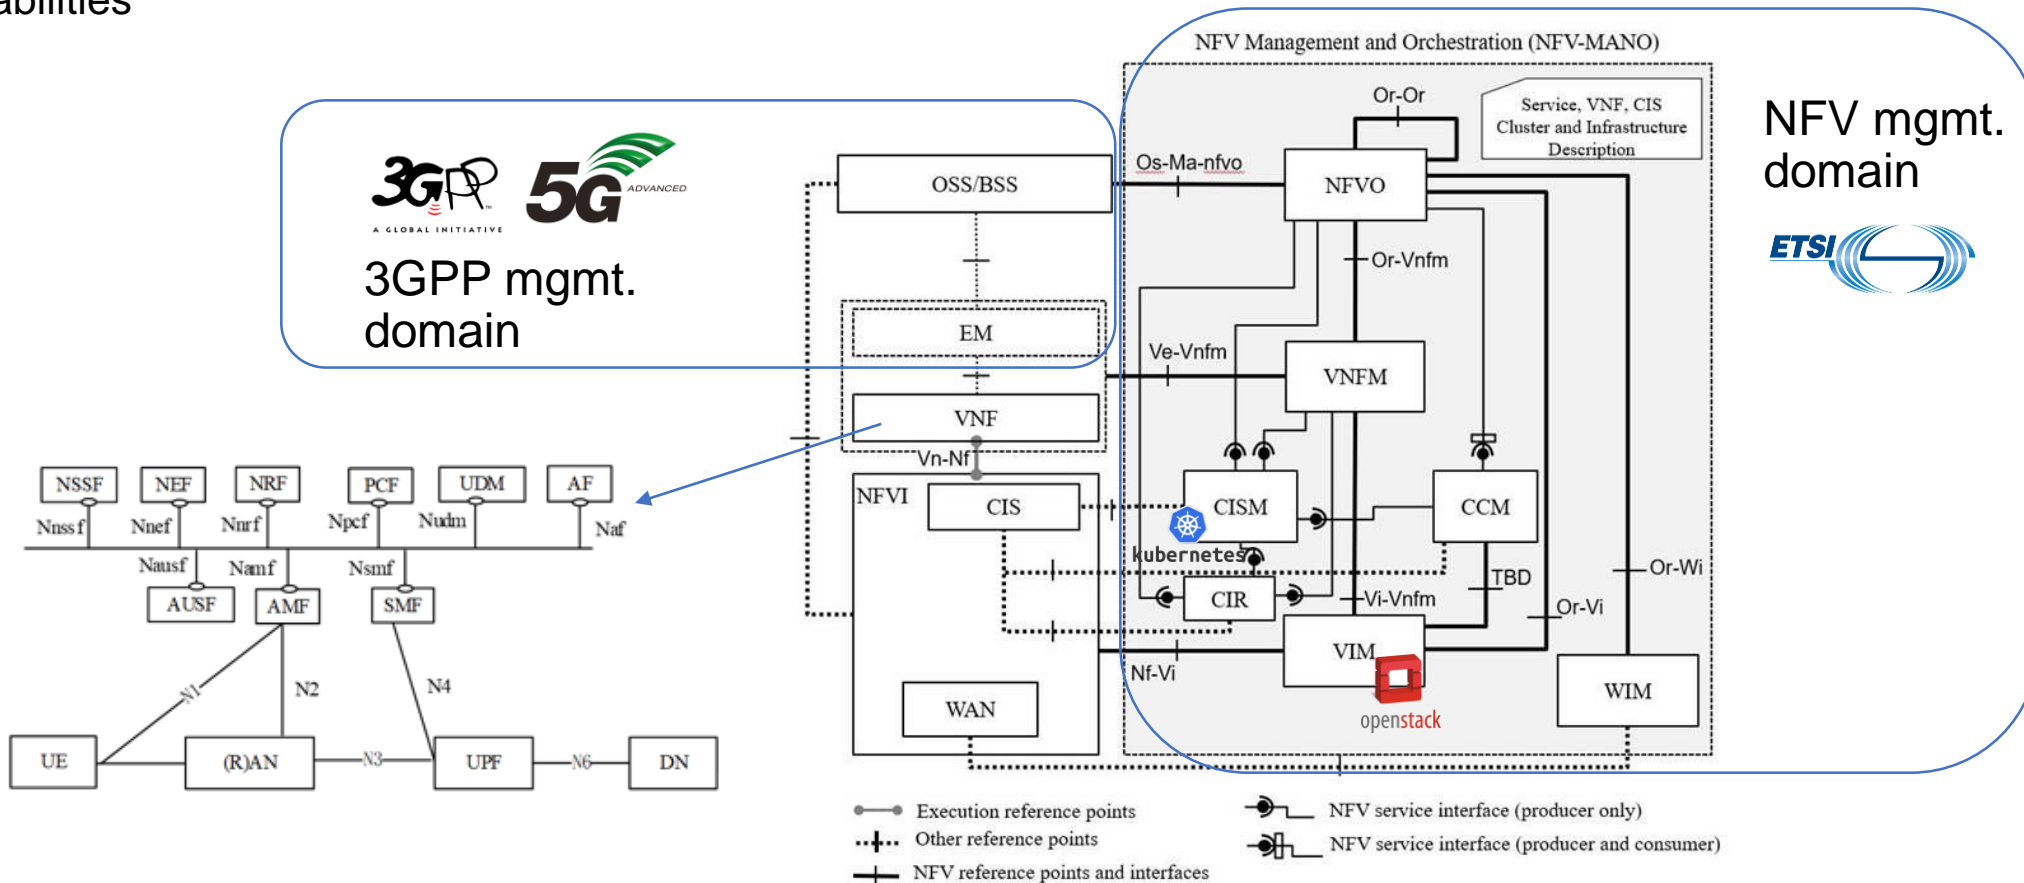 abilities
NFV Management and Orchestration (NFV-MANO)
3GPP
TM
A GLOBAL INITIATIVE
5G
ADVANCED
3GPP mgmt.
domain
NFV mgmt.
domain
ETSI
Service, VNF, CIS
Cluster and Infrastructure
Description
Or-Or
OSS/BSS
Os-Ma-nfvo
NFVO
Or-Vnfm
EM
Ve-Vnfm
VNFM
VNF
Vn-Nf
NFVI
CIS
CISM
kubernetes
CCM
CIR
TBD
Vi-Vnfm
Or-Vi
Or-Wi
VIM
openstack
Nf-Vi
WAN
WIM
NSSF
NEF
NRF
PCF
UDM
AF
Nnssf
Nnef
Nnrf
Npcf
Nudm
Naf
Nausf
Namf
Nsmf
AUSF
AMF
SMF
N1
N2
N4
UE
(R)AN
N3
UPF
N6
DN
Execution reference points
Other reference points
NFV reference points and interfaces
NFV service interface (producer only)
NFV service interface (producer and consumer)